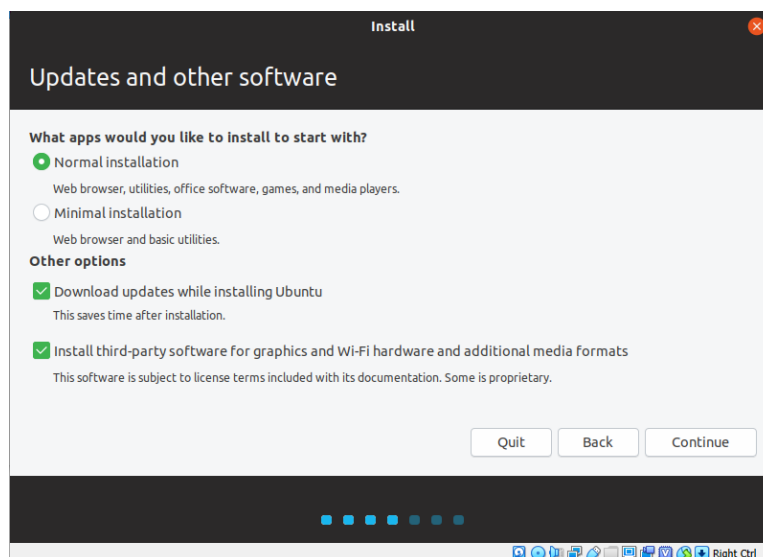 Install
Updates and other software
What apps would you like to install to start with?
Normal installation
Web browser, utilities, office software, games, and media players.
Minimal installation
Web browser and basic utilities.
Other options
Download updates while installing Ubuntu
This saves time after installation.
Install third-party software for graphics and Wi-Fi hardware and additional media formats
This software is subject to license terms included with its documentation. Some is proprietary.
Quit Back Continue
Right Ctrl